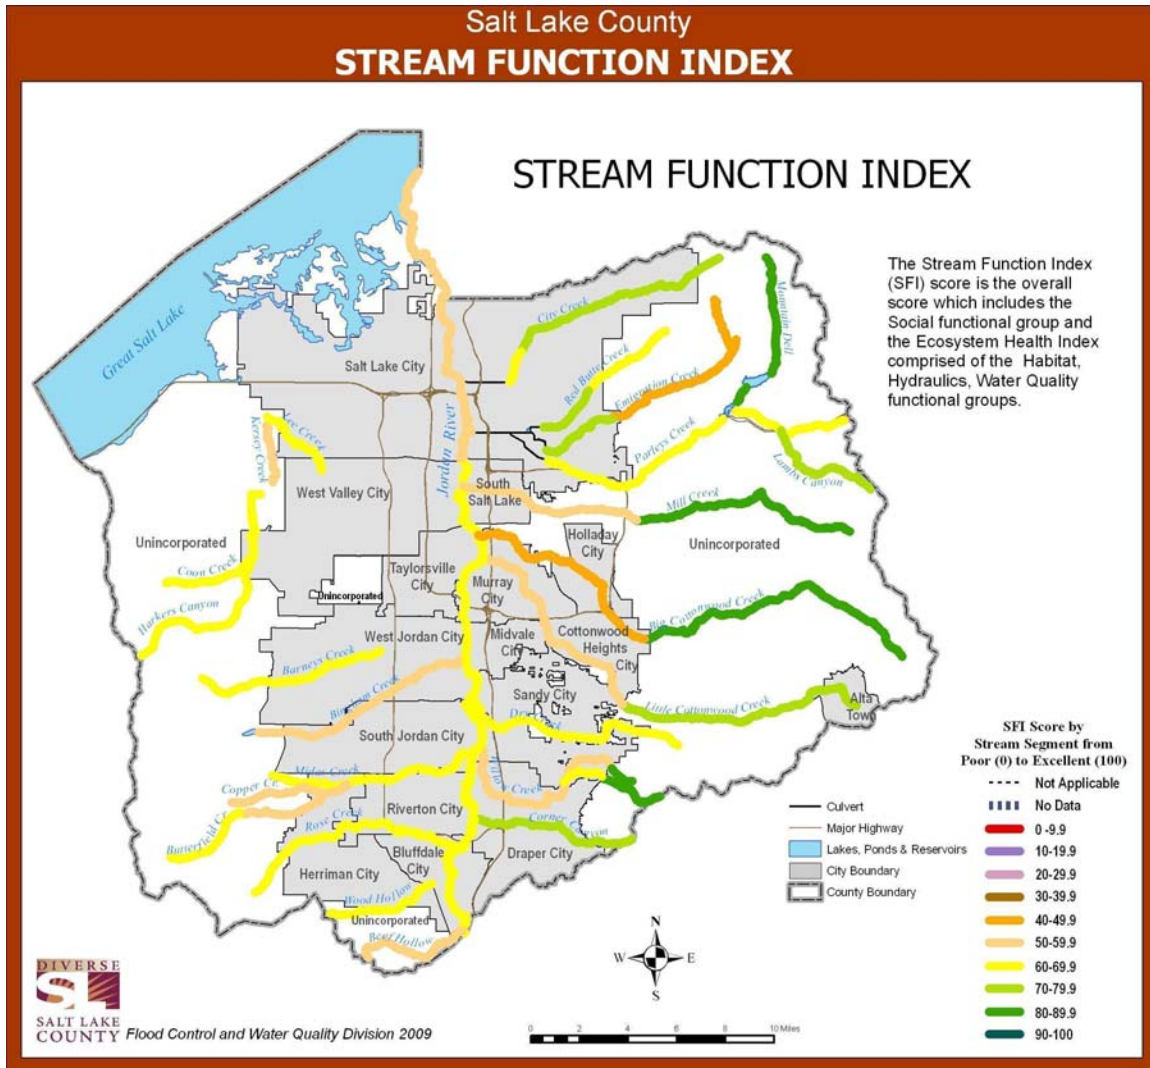 Salt Lake County
STREAM FUNCTION INDEX
STREAM FUNCTION INDEX
The Stream Function Index
(SFI) score is the overall
score which includes the
Social functional group and
the Ecosystem Health Index
comprised of the Habitat,
Hydraulics, Water Quality
functional groups.
Great Salt Lake
Salt Lake City
City Creek
Mountain Dell
Red Butte Creek
Emigration Creek
Parleys Creek
Lambs Canyon
Jordan River
Kersey Creek
Lee Creek
West Valley City
South
Salt Lake
Mill Creek
Unincorporated
Holladay
City
Unincorporated
Coon Creek
Taylorsville
City
Murray
City
Unincorporated
Harkers Canyon
Big Cottonwood Creek
West Jordan City
Midvale
City
Cottonwood
Heights
City
Barneys Creek
Bingham Creek
Sandy City
Little Cottonwood Creek
Alta
Town
Dry Creek
South Jordan City
Midas Creek
Willow Creek
Copper Cr.
Butterfield Cr.
Rose Creek
Riverton City
Corner Canyon
Bluffdale
City
Draper City
Herriman City
Wood Hollow
Unincorporated
Beef Hollow
Culvert
Major Highway
Lakes, Ponds & Reservoirs
City Boundary
County Boundary
SFI Score by
Stream Segment from
Poor (0) to Excellent (100)
Not Applicable
No Data
0 -9.9
10-19.9
20-29.9
30-39.9
40-49.9
50-59.9
60-69.9
70-79.9
80-89.9
90-100
N
W
E
S
0 2 4 6 8 10 Miles
DIVERSE
SL
SALT LAKE
COUNTY
Flood Control and Water Quality Division 2009